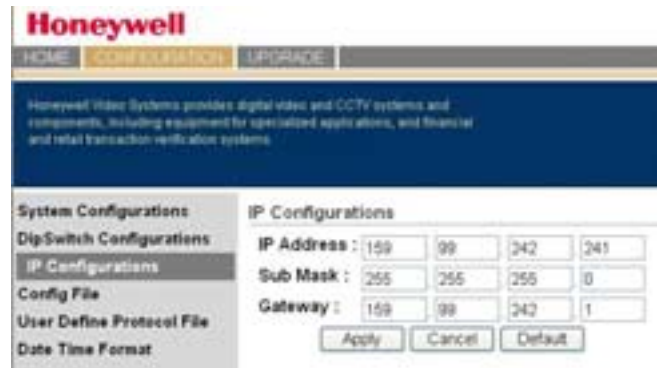 Honeywell
HOME CONFIGURATION UPGRADE
Honeywell Video Systems provides digital video and CCTV systems and
components, including equipment for specialized applications, and financial
and retail transaction verification systems.
System Configurations
DipSwitch Configurations
IP Configurations
Config File
User Define Protocol File
Date Time Format
IP Configurations
IP Address : 159 99 242 241
Sub Mask : 255 255 255 0
Gateway : 159 99 242 1
Apply Cancel Default